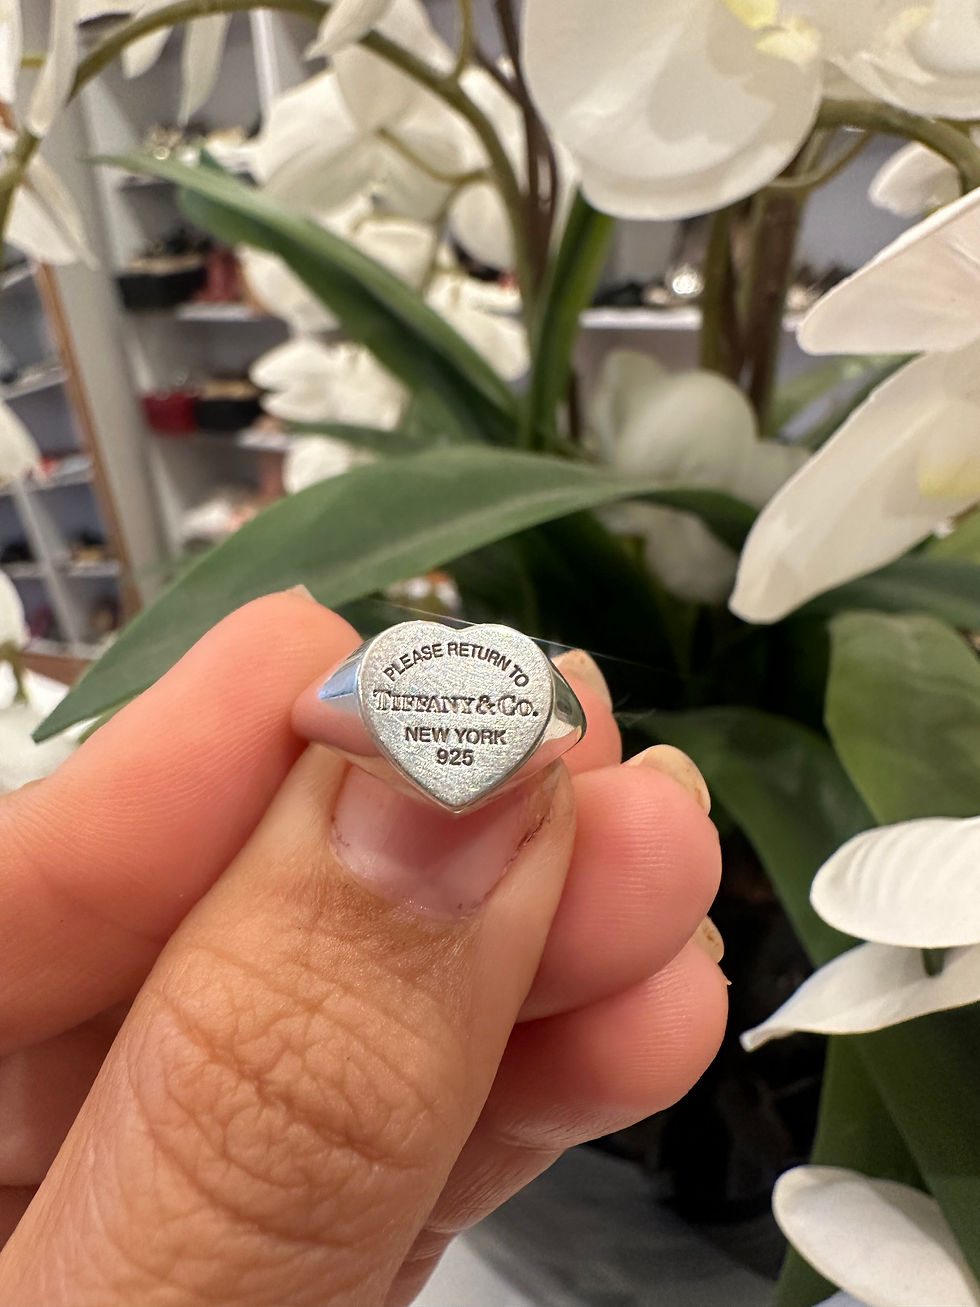 PLEASE RETURN TO
TIFFANY & CO.
NEW YORK
925